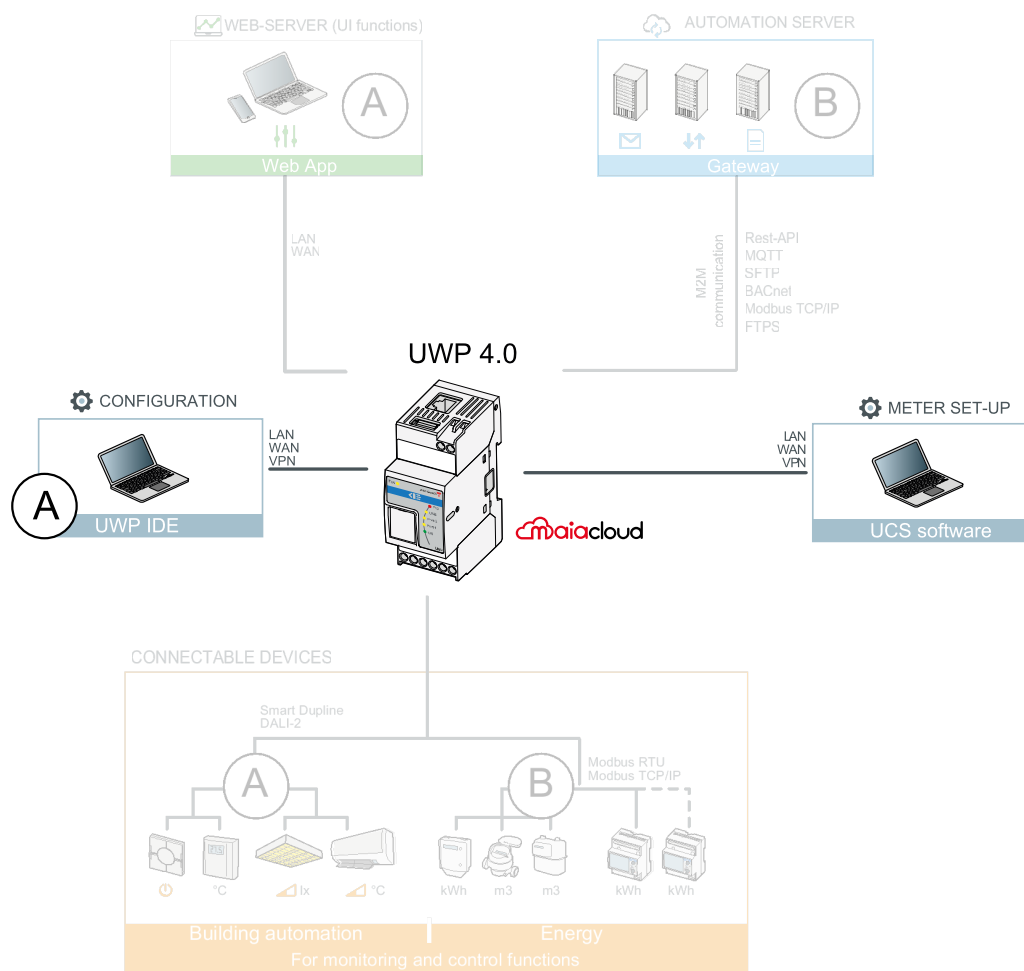 WEB-SERVER (UI functions)
A
Web App
AUTOMATION SERVER
B
Gateway
LAN
WAN
M2M
communication
Rest-API
MQTT
SFTP
BACnet
Modbus TCP/IP
FTPS
UWP 4.0
CONFIGURATION
LAN
WAN
VPN
A
UWP IDE
maiacloud
METER SET-UP
LAN
WAN
VPN
UCS software
CONNECTABLE DEVICES
Smart Dupline
DALI-2
A
Modbus RTU
Modbus TCP/IP
B
°C
lx
°C
kWh
m3
m3
kWh
kWh
Building automation
Energy
For monitoring and control functions